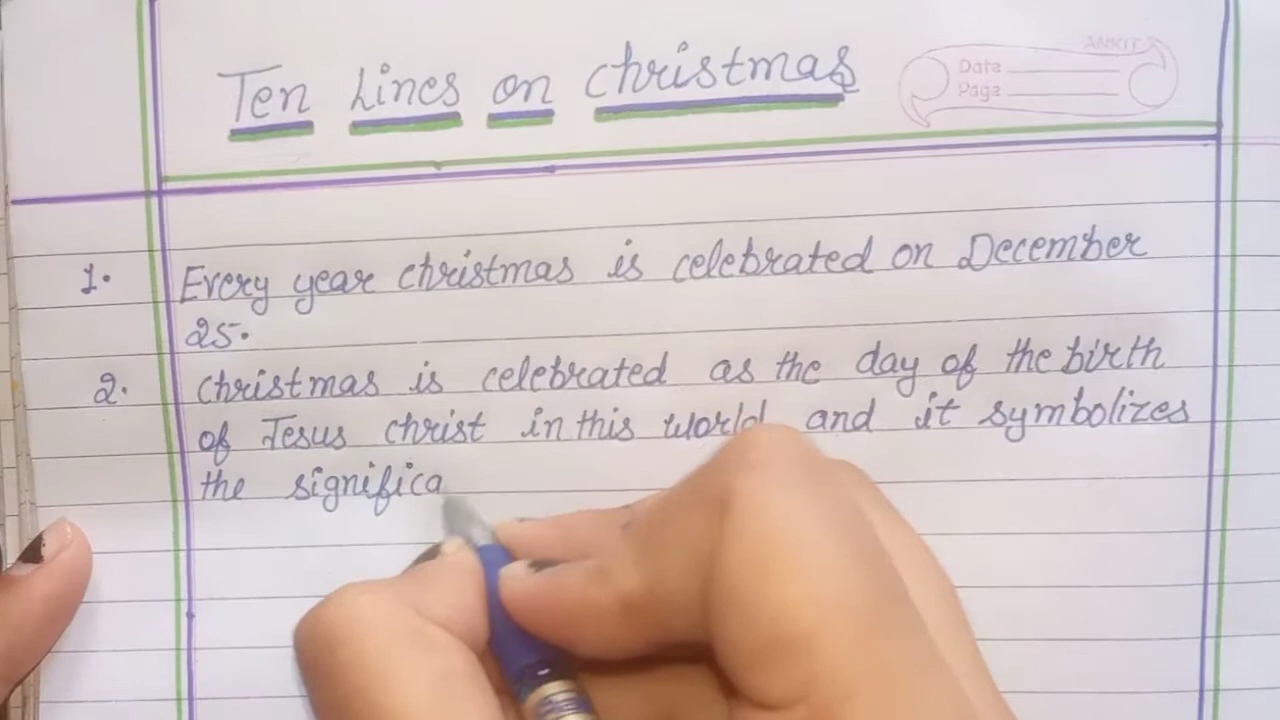 Ten Lines on christmas
ANKIT
Date
Page
1. Every year christmas is celebrated on December
25.
2. christmas is celebrated as the day of the birth
of Jesus christ in this world and it symbolizes
the significa